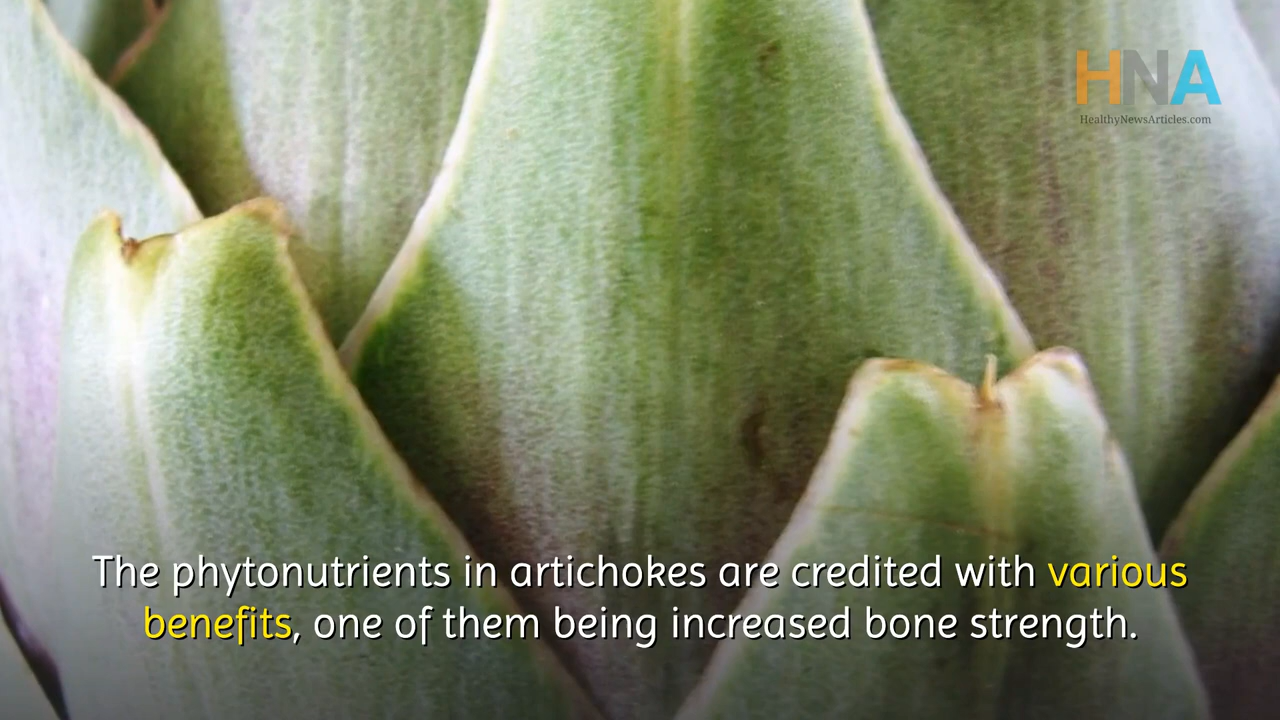 HNA
HealthyNewsArticles.com
The phytonutrients in artichokes are credited with various
benefits, one of them being increased bone strength.